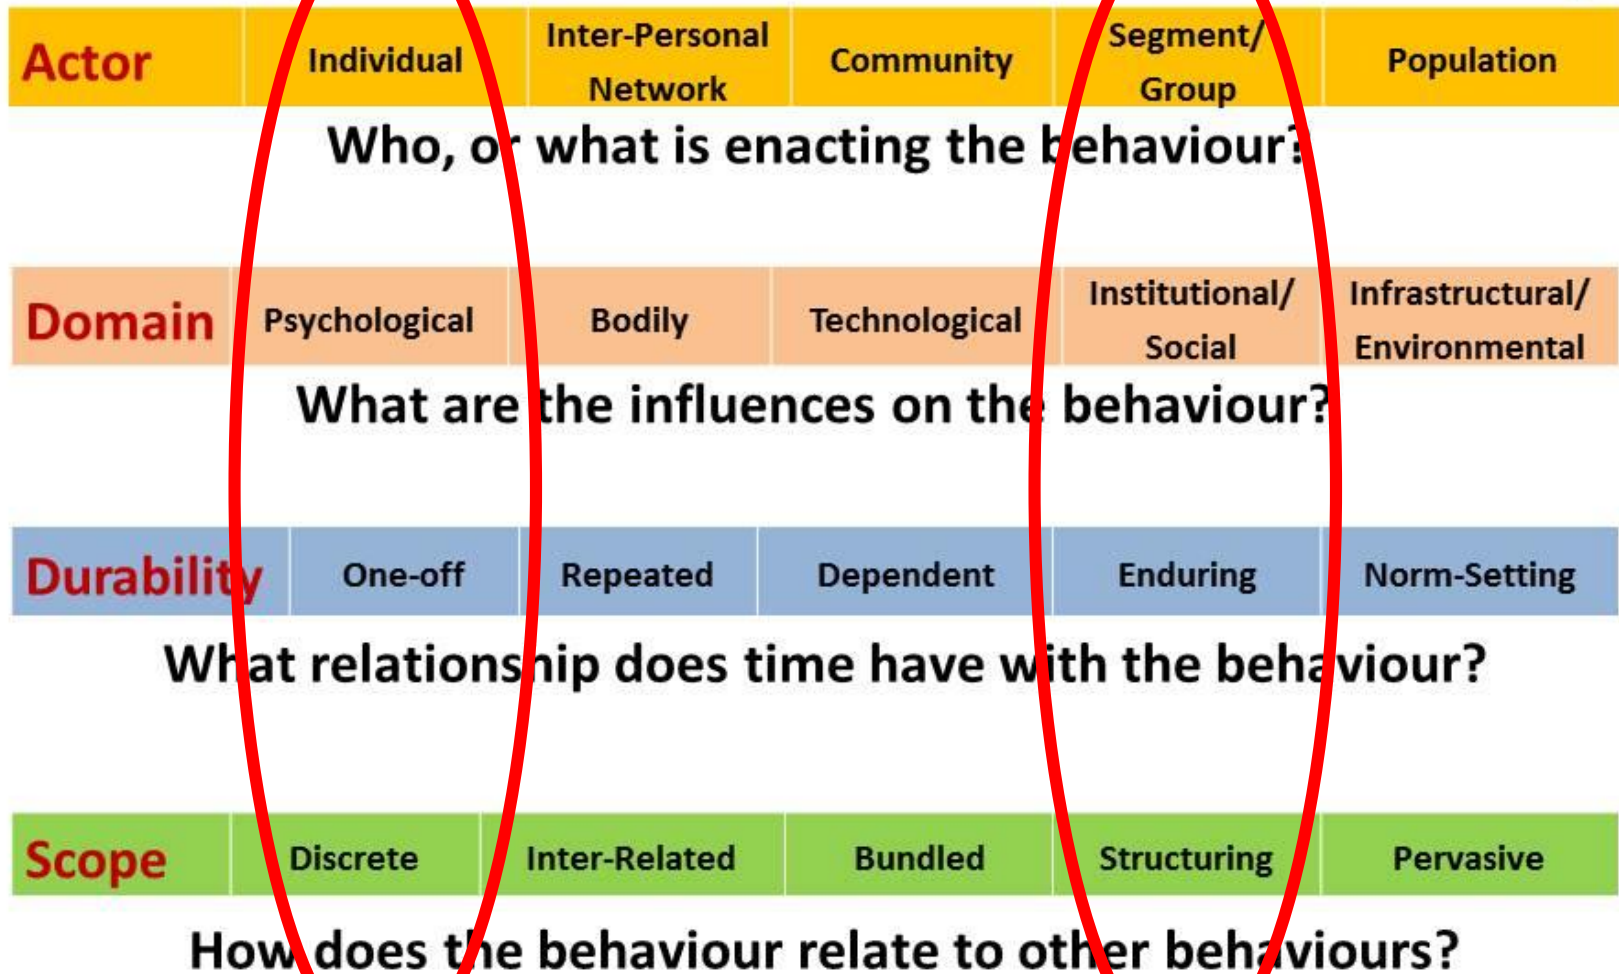 Actor Individual Inter-Personal Network Community Segment/ Group Population
Who, or what is enacting the behaviour?
Domain Psychological Bodily Technological Institutional/ Social Infrastructural/ Environmental
What are the influences on the behaviour?
Durability One-off Repeated Dependent Enduring Norm-Setting
What relationship does time have with the behaviour?
Scope Discrete Inter-Related Bundled Structuring Pervasive
How does the behaviour relate to other behaviours?